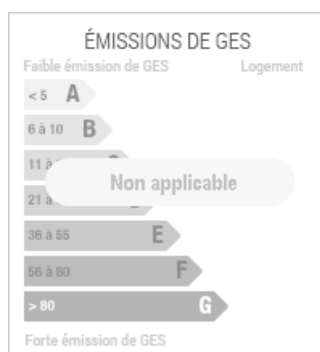 ÉMISSIONS DE GES
Faible émission de GES Logement
< 5 A
6 à 10 B
11 à
Non applicable
21 à
36 à 55 E
56 à 80 F
> 80 G
Forte émission de GES